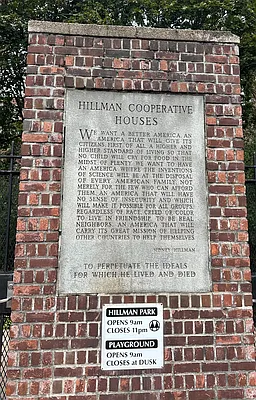 HILLMAN COOPERATIVE
HOUSES
WE WANT A BETTER AMERICA AN
AMERICA THAT WILL GIVE ITS
CITIZENS FIRST OF ALL A HIGHER AND
HIGHER STANDARD OF LIVING SO THAT
NO CHILD WILL CRY FOR FOOD IN THE
MIDST OF PLENTY. WE WANT TO HAVE
AN AMERICA WHERE THE INVENTIONS
OF SCIENCE WILL BE AT THE DISPOSAL
OF EVERY AMERICAN FAMILY, NOT
MERELY FOR THE FEW WHO CAN AFFORD
THEM, AN AMERICA THAT WILL HAVE
NO SENSE OF INSECURITY AND WHICH
WILL MAKE IT POSSIBLE FOR ALL GROUPS,
REGARDLESS OF RACE, CREED OR COLOR
TO LIVE IN FRIENDSHIP, TO BE REAL
NEIGHBORS, AN AMERICA THAT WILL
CARRY ITS GREAT MISSION OF HELPING
OTHER COUNTRIES TO HELP THEMSELVES
SIDNEY HILLMAN
TO PERPETUATE THE IDEALS
FOR WHICH HE LIVED AND DIED
HILLMAN PARK
OPENS 9am
CLOSES 11pm
PLAYGROUND
OPENS 9am
CLOSES at DUSK